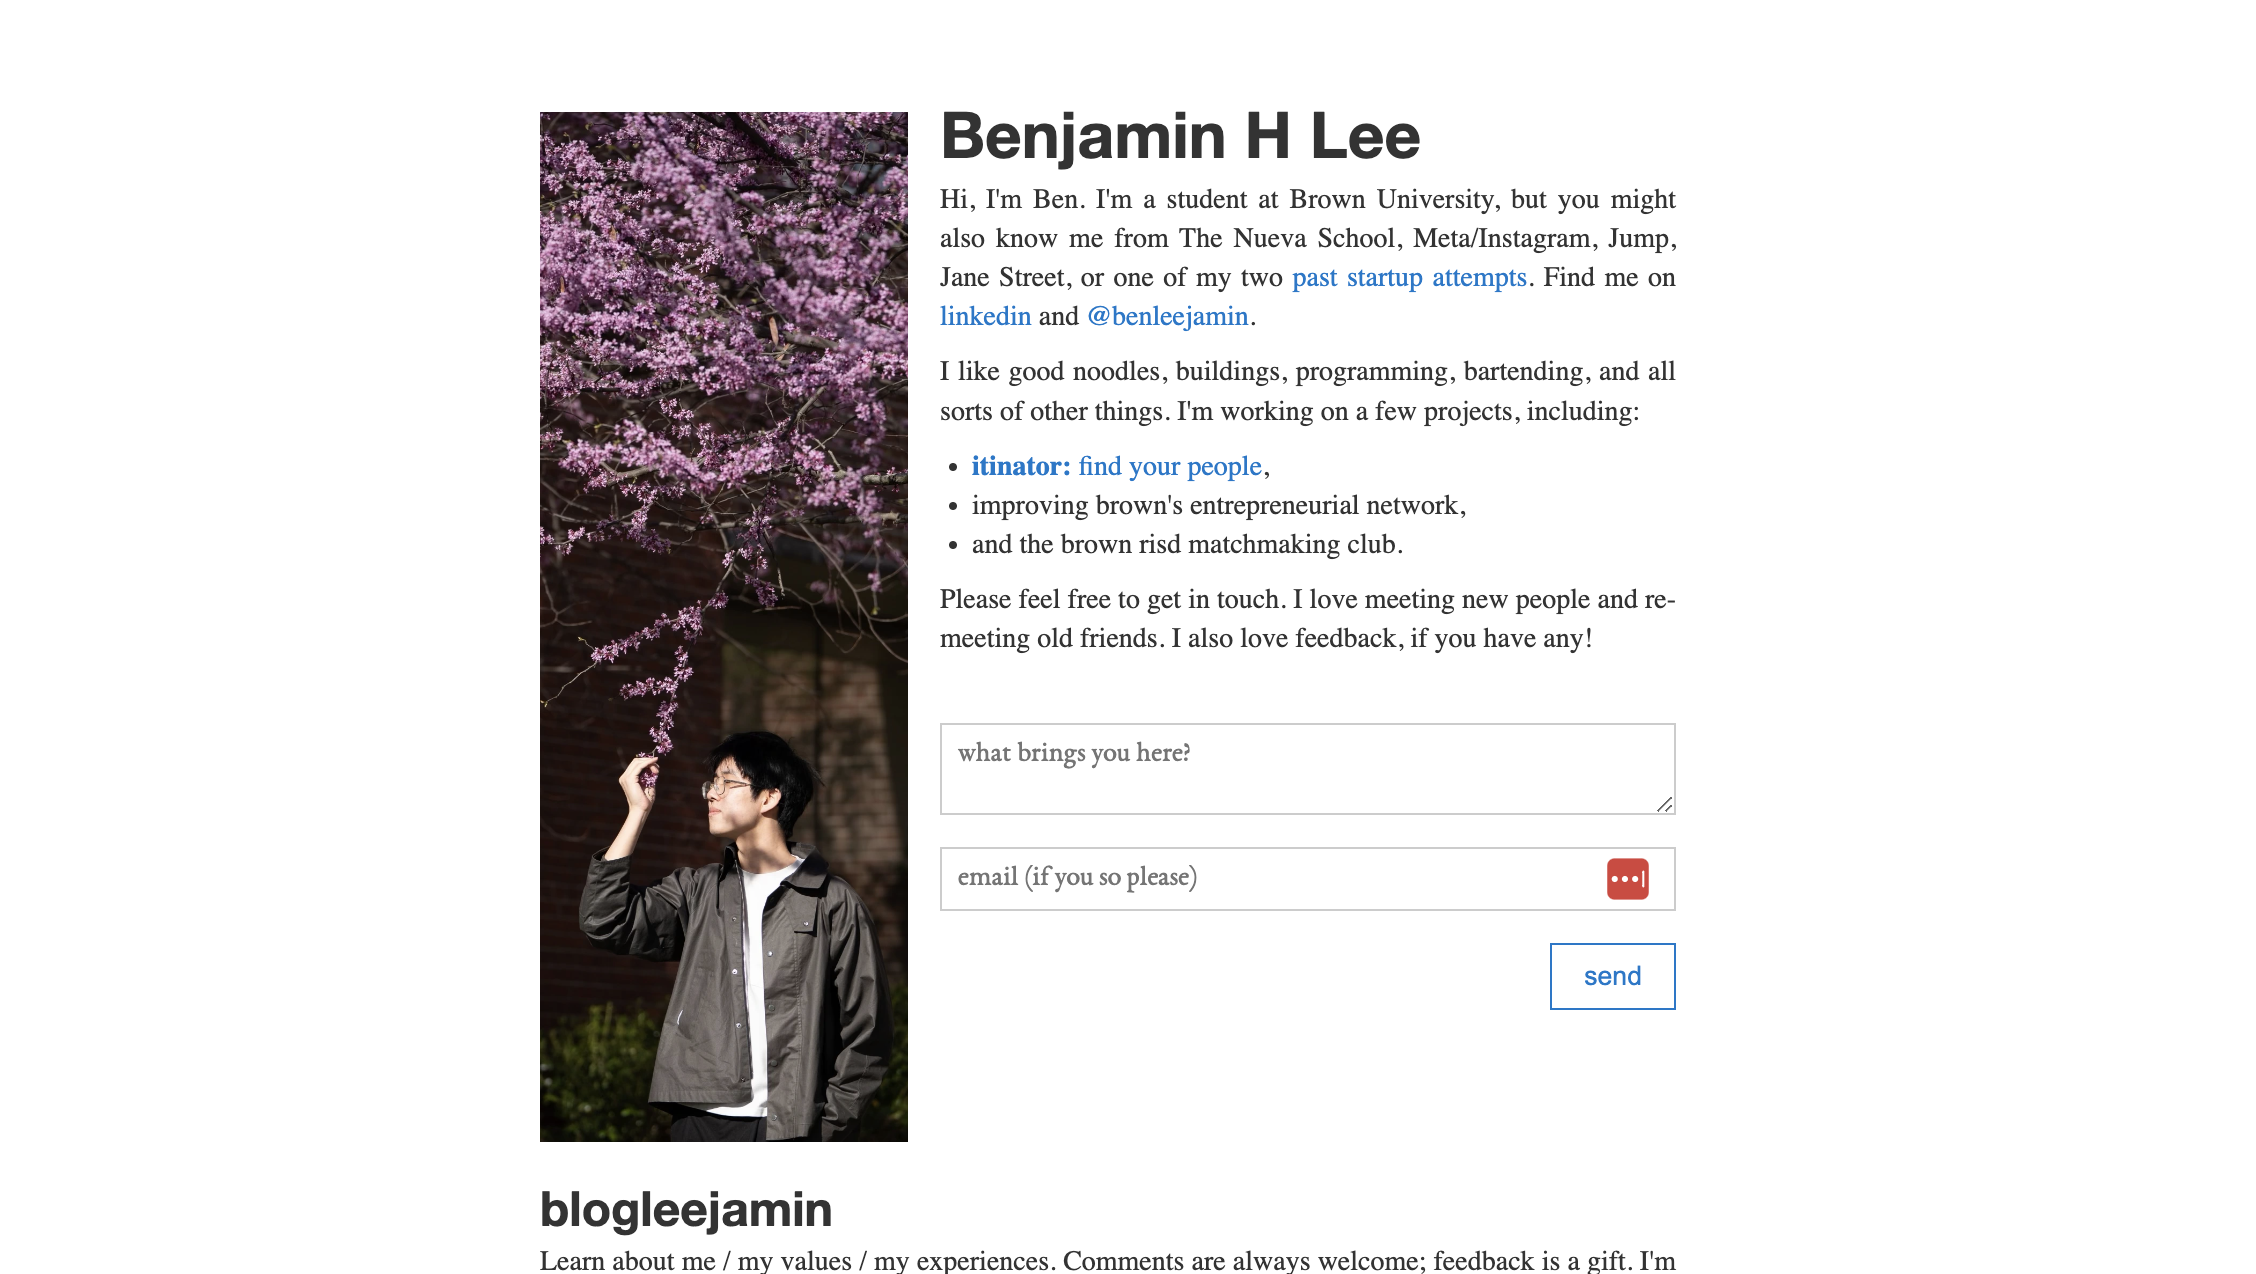 Benjamin H Lee
Hi, I'm Ben. I'm a student at Brown University, but you might
also know me from The Nueva School, Meta/Instagram, Jump,
Jane Street, or one of my two past startup attempts. Find me on
linkedin and @benleejamin.
I like good noodles, buildings, programming, bartending, and all
sorts of other things. I'm working on a few projects, including:
• itinator: find your people,
• improving brown's entrepreneurial network,
• and the brown risd matchmaking club.
Please feel free to get in touch. I love meeting new people and re-
meeting old friends. I also love feedback, if you have any!
what brings you here?
email (if you so please)
send
blogleejamin
Learn about me / my values / my experiences. Comments are always welcome; feedback is a gift. I'm